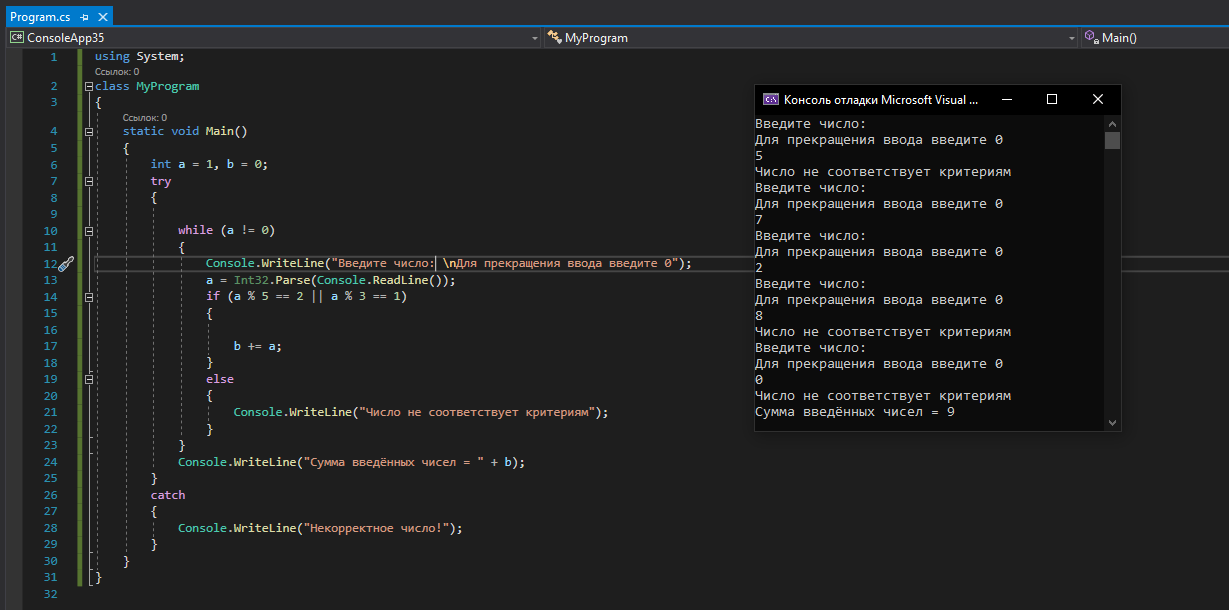 Program.cs
ConsoleApp35 MyProgram Main()
1 using System;
Ссылок: 0
2 class MyProgram
3 {
Ссылок: 0
4 static void Main()
5 {
6 int a = 1, b = 0;
7 try
8 {
9
10 while (a != 0)
11 {
12 Console.WriteLine("Введите число: \nДля прекращения ввода введите 0");
13 a = Int32.Parse(Console.ReadLine());
14 if (a % 5 == 2 || a % 3 == 1)
15 {
16
17 b += a;
18 }
19 else
20 {
21 Console.WriteLine("Число не соответствует критериям");
22 }
23 }
24 Console.WriteLine("Сумма введённых чисел = " + b);
25 }
26 catch
27 {
28 Console.WriteLine("Некорректное число!");
29 }
30 }
31 }
32
Консоль отладки Microsoft Visual ...
Введите число:
Для прекращения ввода введите 0
5
Число не соответствует критериям
Введите число:
Для прекращения ввода введите 0
7
Введите число:
Для прекращения ввода введите 0
2
Введите число:
Для прекращения ввода введите 0
8
Число не соответствует критериям
Введите число:
Для прекращения ввода введите 0
0
Число не соответствует критериям
Сумма введённых чисел = 9